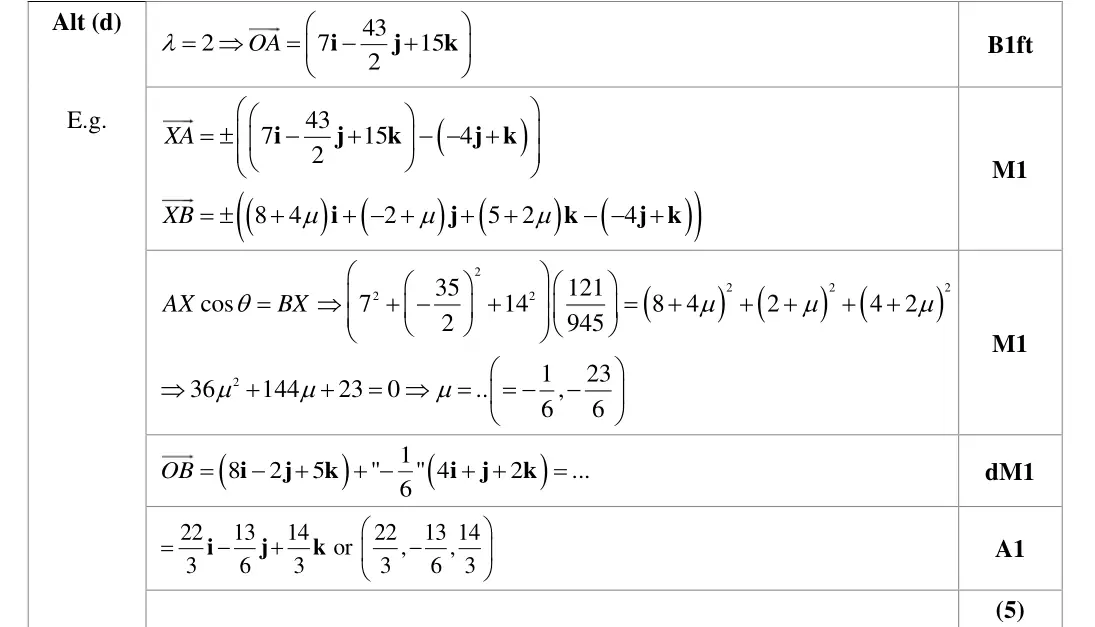 Alt (d)
λ = 2 ⇒ OA⃗ = (7i − 43/2 j + 15k)
B1ft
E.g.
XA⃗ = ±((7i − 43/2 j + 15k) − (−4j + k))
XB⃗ = ±((8 + 4μ)i + (−2 + μ)j + (5 + 2μ)k − (−4j + k))
M1
AX cos θ = BX ⇒ (7² + (−35/2)² + 14²)(121/945) = (8 + 4μ)² + (2 + μ)² + (4 + 2μ)²
⇒ 36μ² + 144μ + 23 = 0 ⇒ μ = ..(= −1/6, −23/6)
M1
OB⃗ = (8i − 2j + 5k) + "−1/6"(4i + j + 2k) = ...
dM1
= 22/3 i − 13/6 j + 14/3 k or (22/3, −13/6, 14/3)
A1
(5)